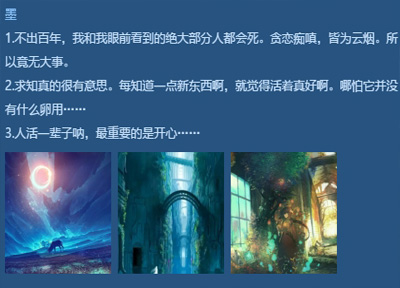 墨
1.不出百年，我和我眼前看到的绝大部分人都会死。贪恋痴嗔，皆为云烟。所
以竟无大事。
2.求知真的很有意思。每知道一点新东西啊，就觉得活着真好啊。哪怕它并没
有什么卵用……
3.人活一辈子呐，最重要的是开心……